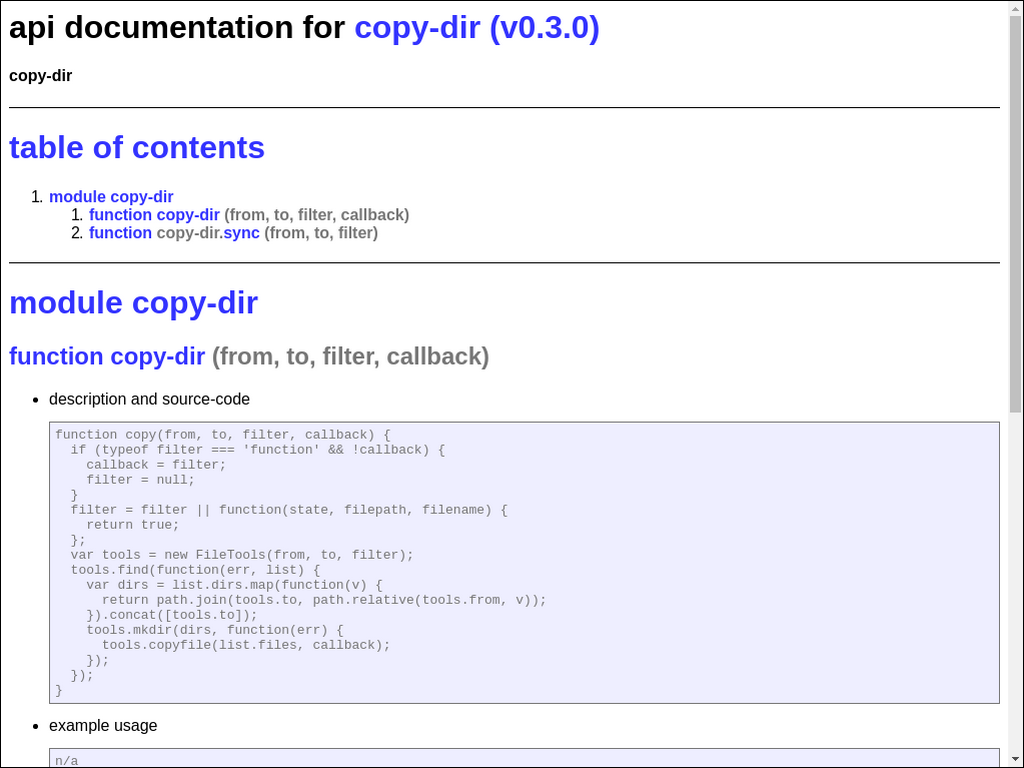 api documentation for copy-dir (v0.3.0)
copy-dir
table of contents
1. module copy-dir
1. function copy-dir (from, to, filter, callback)
2. function copy-dir.sync (from, to, filter)
module copy-dir
function copy-dir (from, to, filter, callback)
• description and source-code
function copy(from, to, filter, callback) {
  if (typeof filter === 'function' && !callback) {
    callback = filter;
    filter = null;
  }
  filter = filter || function(state, filepath, filename) {
    return true;
  };
  var tools = new FileTools(from, to, filter);
  tools.find(function(err, list) {
    var dirs = list.dirs.map(function(v) {
      return path.join(tools.to, path.relative(tools.from, v));
    }).concat([tools.to]);
    tools.mkdir(dirs, function(err) {
      tools.copyfile(list.files, callback);
    });
  });
}
• example usage
n/a